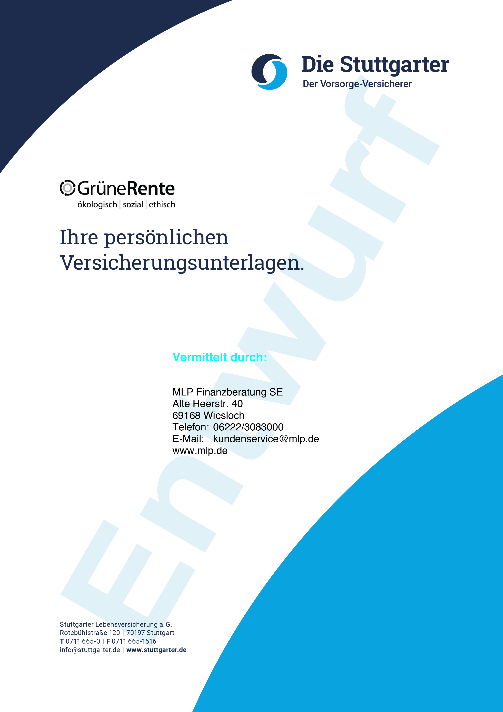 Die Stuttgarter
Der Vorsorge-Versicherer
GrüneRente
ökologisch | sozial | ethisch
Ihre persönlichen
Versicherungsunterlagen.
Entwurf
Vermittelt durch:
MLP Finanzberatung SE
Alte Heerstr. 40
69168 Wiesloch
Telefon: 06222/3083000
E-Mail: kundenservice@mlp.de
www.mlp.de
Stuttgarter Lebensversicherung a. G.
Rotebühlstraße 120 | 70197 Stuttgart
T 0711 665-0 | F 0711 665-1516
info@stuttgarter.de | www.stuttgarter.de